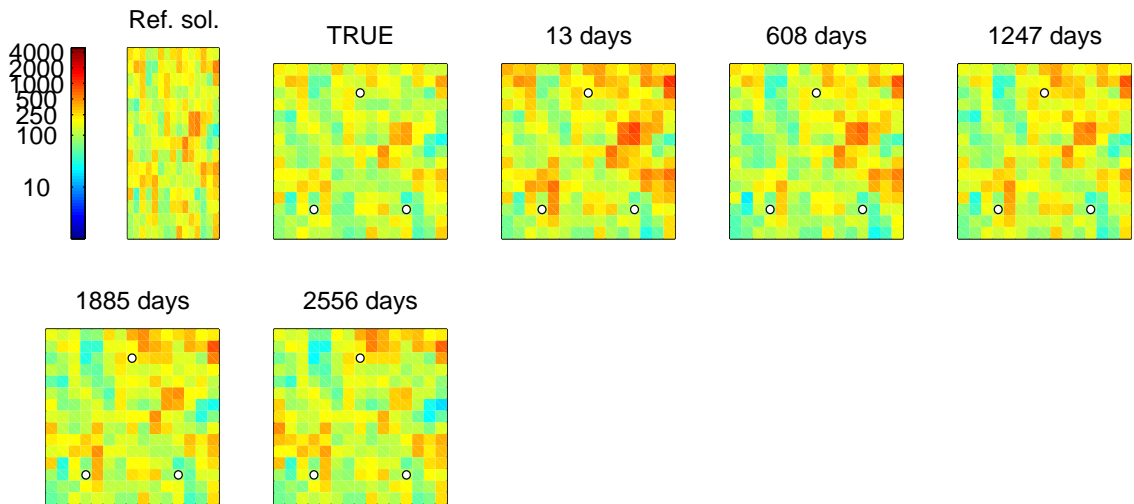 Ref. sol.
TRUE
13 days
608 days
1247 days
4000
2000
1000
500
250
100
10
1885 days
2556 days